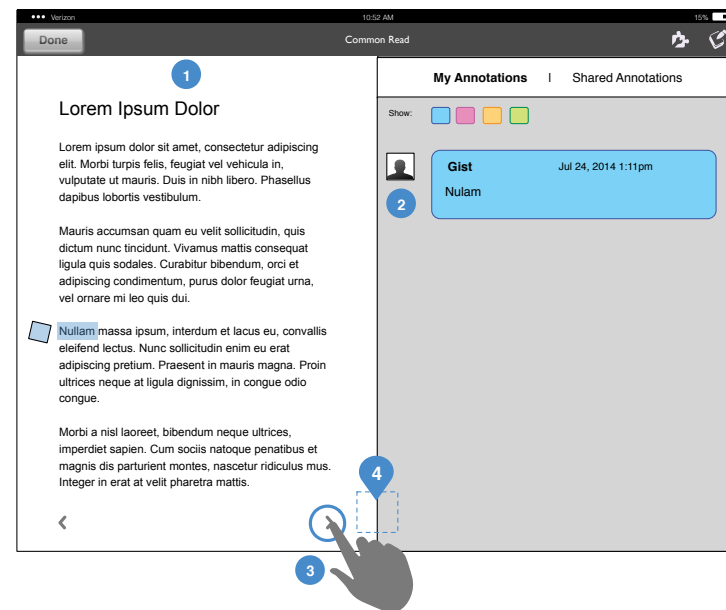 Verizon
10:52 AM
15%
Done
Common Read
1
My Annotations | Shared Annotations
Lorem Ipsum Dolor
Show:
Lorem ipsum dolor sit amet, consectetur adipiscing
elit. Morbi turpis felis, feugiat vel vehicula in,
vulputate ut mauris. Duis in nibh libero. Phasellus
dapibus lobortis vestibulum.
Gist
Jul 24, 2014 1:11pm
Nulam
2
Mauris accumsan quam eu velit sollicitudin, quis
dictum nunc tincidunt. Vivamus mattis consequat
ligula quis sodales. Curabitur bibendum, orci et
adipiscing condimentum, purus dolor feugiat urna,
vel ornare mi leo quis dui.
Nullam massa ipsum, interdum et lacus eu, convallis
eleifend lectus. Nunc sollicitudin enim eu erat
adipiscing pretium. Praesent in mauris magna. Proin
ultrices neque at ligula dignissim, in congue odio
congue.
Morbi a nisl laoreet, bibendum neque ultrices,
imperdiet sapien. Cum sociis natoque penatibus et
magnis dis parturient montes, nascetur ridiculus mus.
Integer in erat at velit pharetra mattis.
4
3